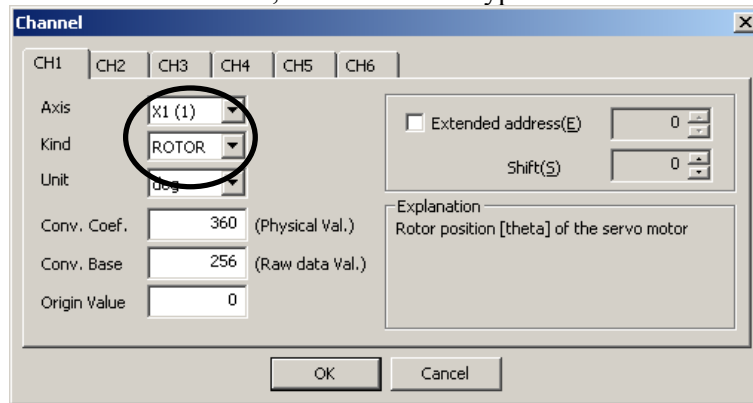 Channel
CH1 CH2 CH3 CH4 CH5 CH6
Axis X1 (1)
Kind ROTOR
Unit deg
Conv. Coef. 360 (Physical Val.)
Conv. Base 256 (Raw data Val.)
Origin Value 0
Extended address(E) 0
Shift(S) 0
Explanation
Rotor position [theta] of the servo motor
OK Cancel